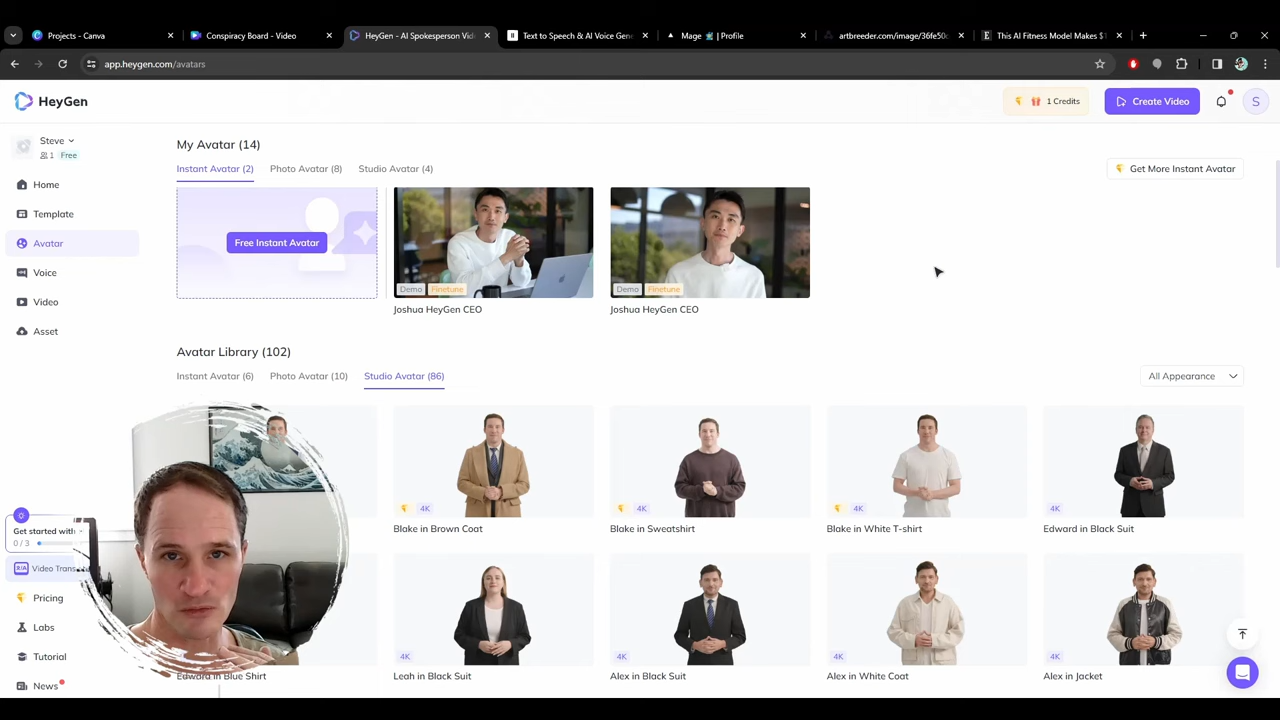 Projects - Canva
Conspiracy Board - Video
HeyGen - AI Spokesperson Vid
Text to Speech & AI Voice Gene
Mage | Profile
artbreeder.com/image/36fe50c
This AI Fitness Model Makes $
app.heygen.com/avatars
HeyGen
1 Credits
Create Video
S
Steve
1 Free
Home
Template
Avatar
Voice
Video
Asset
My Avatar (14)
Instant Avatar (2) Photo Avatar (8) Studio Avatar (4)
Get More Instant Avatar
Free Instant Avatar
Demo Finetune
Demo Finetune
Joshua HeyGen CEO
Joshua HeyGen CEO
Avatar Library (102)
Instant Avatar (6) Photo Avatar (10) Studio Avatar (86)
All Appearance
4K
4K
4K
4K
Blake in Brown Coat
Blake in Sweatshirt
Blake in White T-shirt
Edward in Black Suit
Get started with
0 / 3
Video Trans
Pricing
Labs
Tutorial
News
4K
4K
4K
4K
Edward in Blue Shirt
Leah in Black Suit
Alex in Black Suit
Alex in White Coat
Alex in Jacket